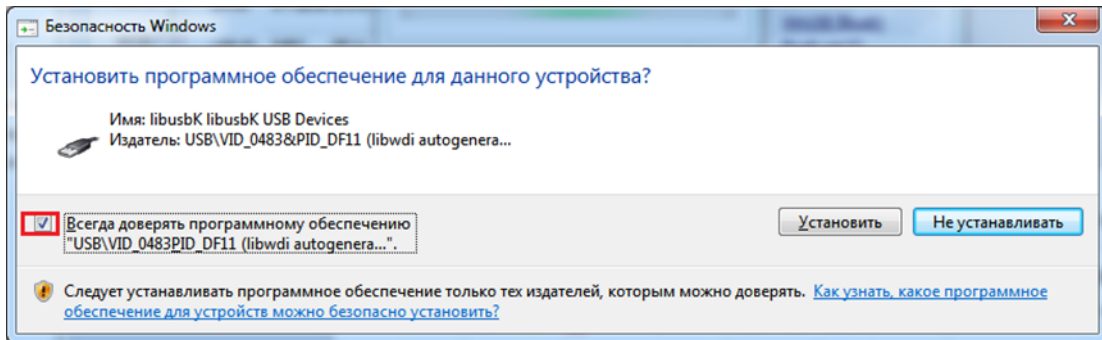 Безопасность Windows
Установить программное обеспечение для данного устройства?
Имя: libusbK libusbK USB Devices
Издатель: USB\VID_0483&PID_DF11 (libwdi autogenera...
Всегда доверять программному обеспечению
"USB\VID_0483PID_DF11 (libwdi autogenera...".
Установить
Не устанавливать
Следует устанавливать программное обеспечение только тех издателей, которым можно доверять. Как узнать, какое программное
обеспечение для устройств можно безопасно установить?